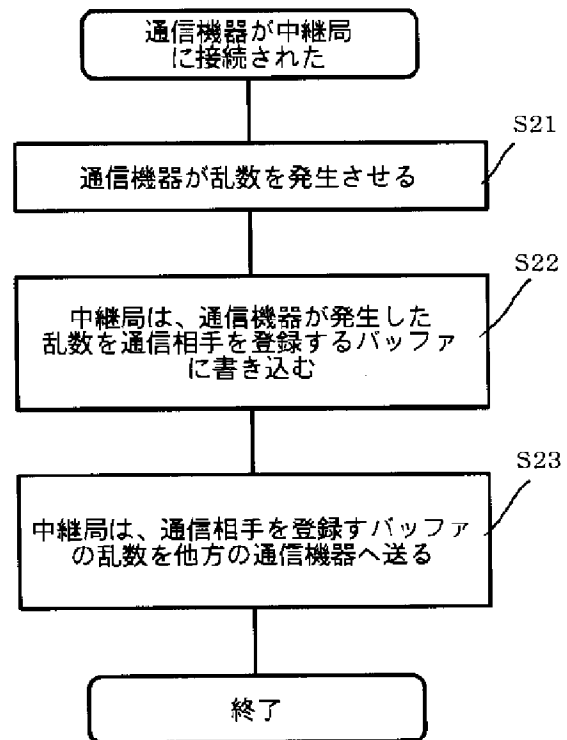 通信機器が中継局
に接続された
S21
通信機器が乱数を発生させる
S22
中継局は、通信機器が発生した
乱数を通信相手を登録するバッファ
に書き込む
S23
中継局は、通信相手を登録すバッファ
の乱数を他方の通信機器へ送る
終了